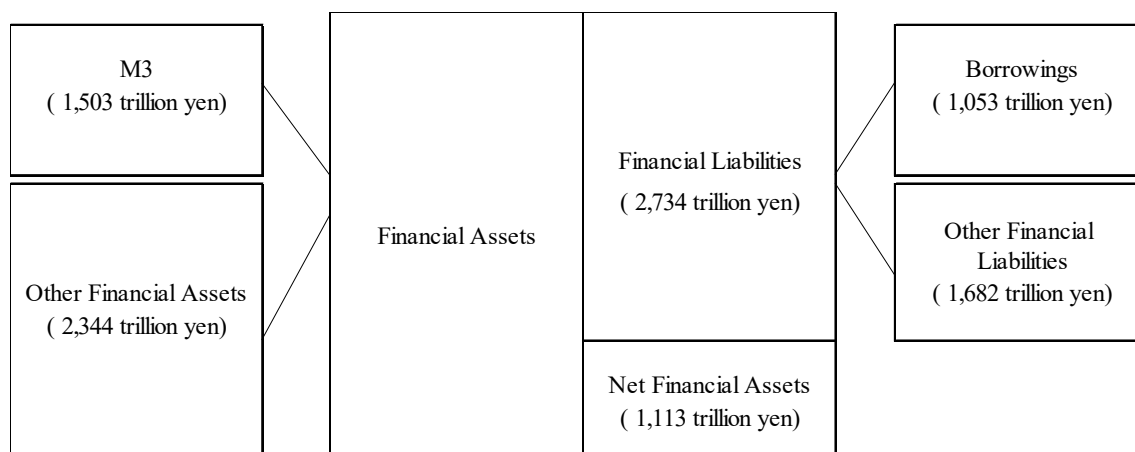 M3
( 1,503 trillion yen)
Other Financial Assets
( 2,344 trillion yen)
Financial Assets
Financial Liabilities
( 2,734 trillion yen)
Net Financial Assets
( 1,113 trillion yen)
Borrowings
( 1,053 trillion yen)
Other Financial
Liabilities
( 1,682 trillion yen)